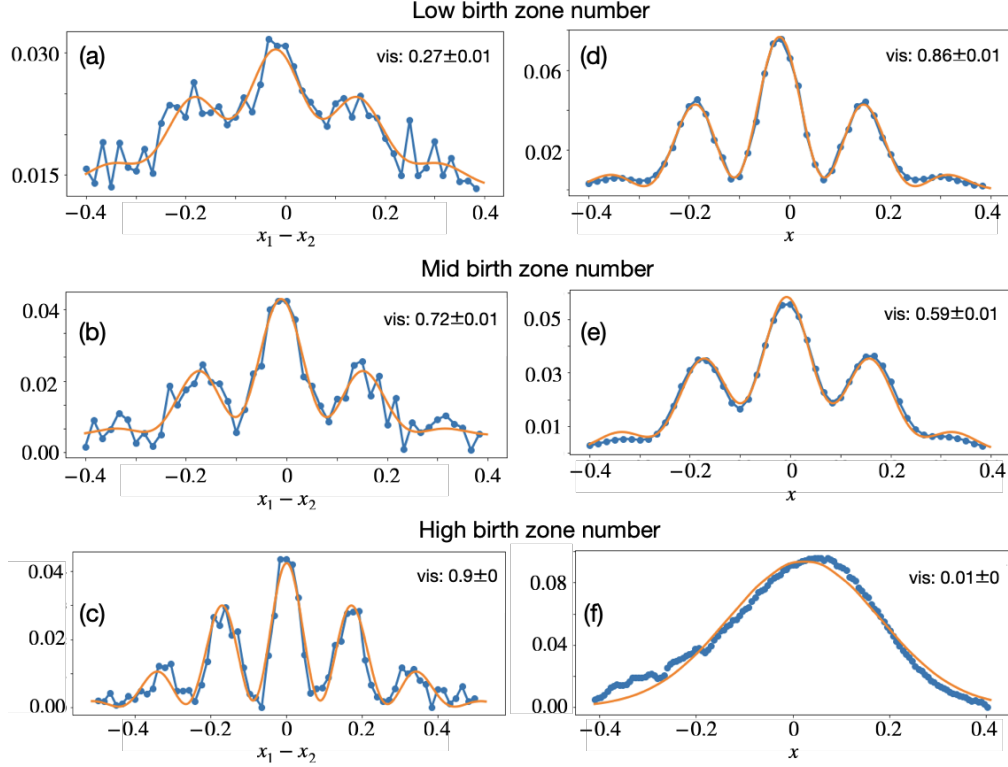 Low birth zone number
(a)
vis: 0.27±0.01
0.030
0.015
−0.4 −0.2 0 0.2 0.4
x₁ − x₂
(d)
vis: 0.86±0.01
0.06
0.02
−0.4 −0.2 0 0.2 0.4
x
Mid birth zone number
(b)
vis: 0.72±0.01
0.04
0.02
0.00
−0.4 −0.2 0 0.2 0.4
x₁ − x₂
(e)
vis: 0.59±0.01
0.05
0.03
0.01
−0.4 −0.2 0 0.2 0.4
x
High birth zone number
(c)
vis: 0.9±0
0.04
0.02
0.00
−0.4 −0.2 0 0.2 0.4
x₁ − x₂
(f)
vis: 0.01±0
0.08
0.04
0.00
−0.4 −0.2 0 0.2 0.4
x